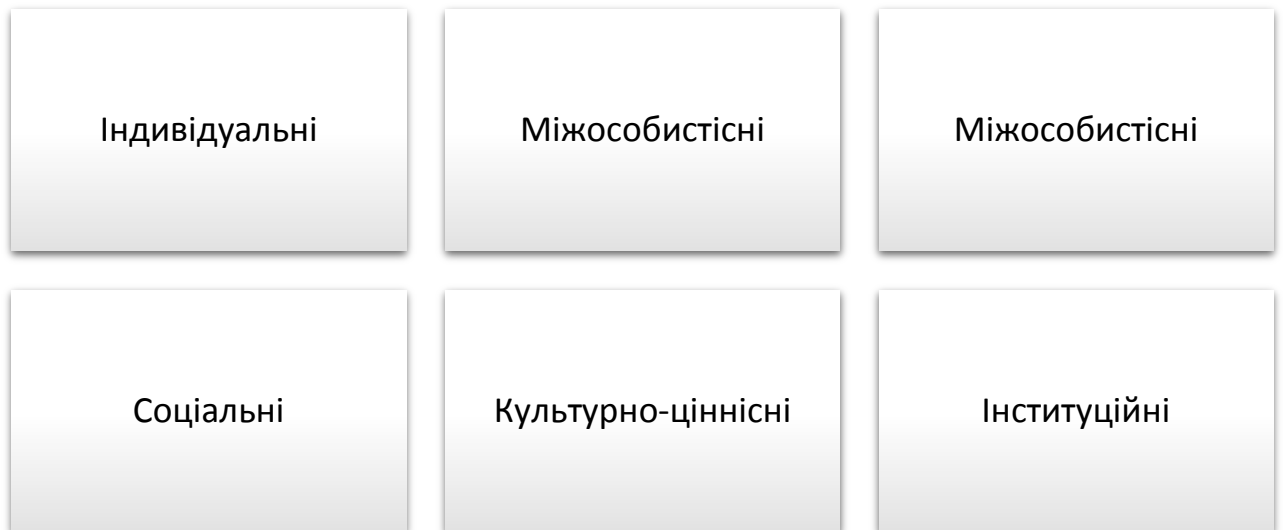 Індивідуальні
Міжособистісні
Міжособистісні
Соціальні
Культурно-ціннісні
Інституційні